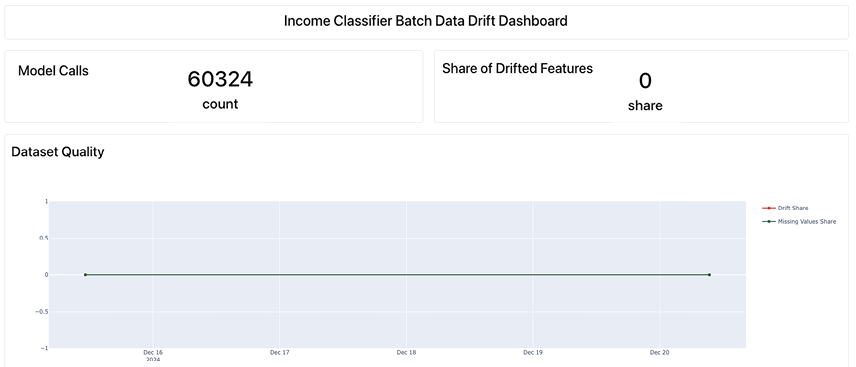 Income Classifier Batch Data Drift Dashboard
Model Calls
60324
count
Share of Drifted Features
0
share
Dataset Quality
1
0.5
0
−0.5
−1
Dec 16
2024
Dec 17
Dec 18
Dec 19
Dec 20
Drift Share
Missing Values Share